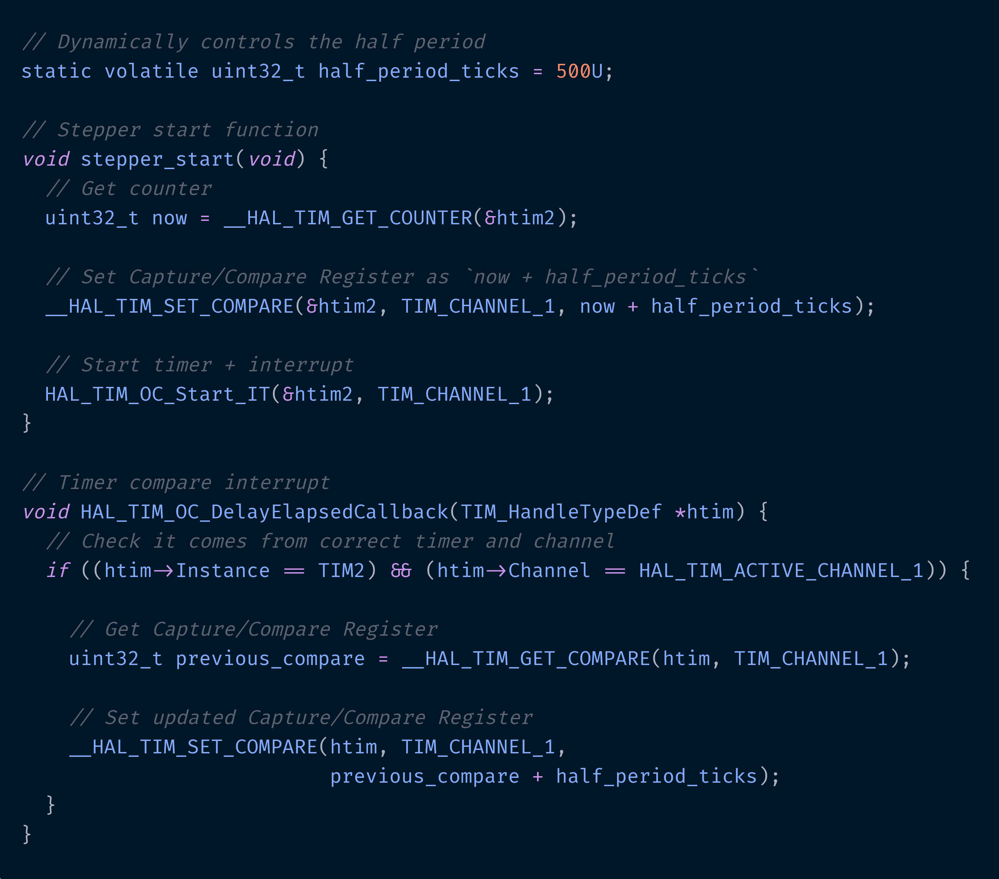 // Dynamically controls the half period
static volatile uint32_t half_period_ticks = 500U;

// Stepper start function
void stepper_start(void) {
  // Get counter
  uint32_t now = __HAL_TIM_GET_COUNTER(&htim2);

  // Set Capture/Compare Register as `now + half_period_ticks`
  __HAL_TIM_SET_COMPARE(&htim2, TIM_CHANNEL_1, now + half_period_ticks);

  // Start timer + interrupt
  HAL_TIM_OC_Start_IT(&htim2, TIM_CHANNEL_1);
}

// Timer compare interrupt
void HAL_TIM_OC_DelayElapsedCallback(TIM_HandleTypeDef *htim) {
  // Check it comes from correct timer and channel
  if ((htim->Instance == TIM2) && (htim->Channel == HAL_TIM_ACTIVE_CHANNEL_1)) {

    // Get Capture/Compare Register
    uint32_t previous_compare = __HAL_TIM_GET_COMPARE(htim, TIM_CHANNEL_1);

    // Set updated Capture/Compare Register
    __HAL_TIM_SET_COMPARE(htim, TIM_CHANNEL_1,
                          previous_compare + half_period_ticks);
  }
}